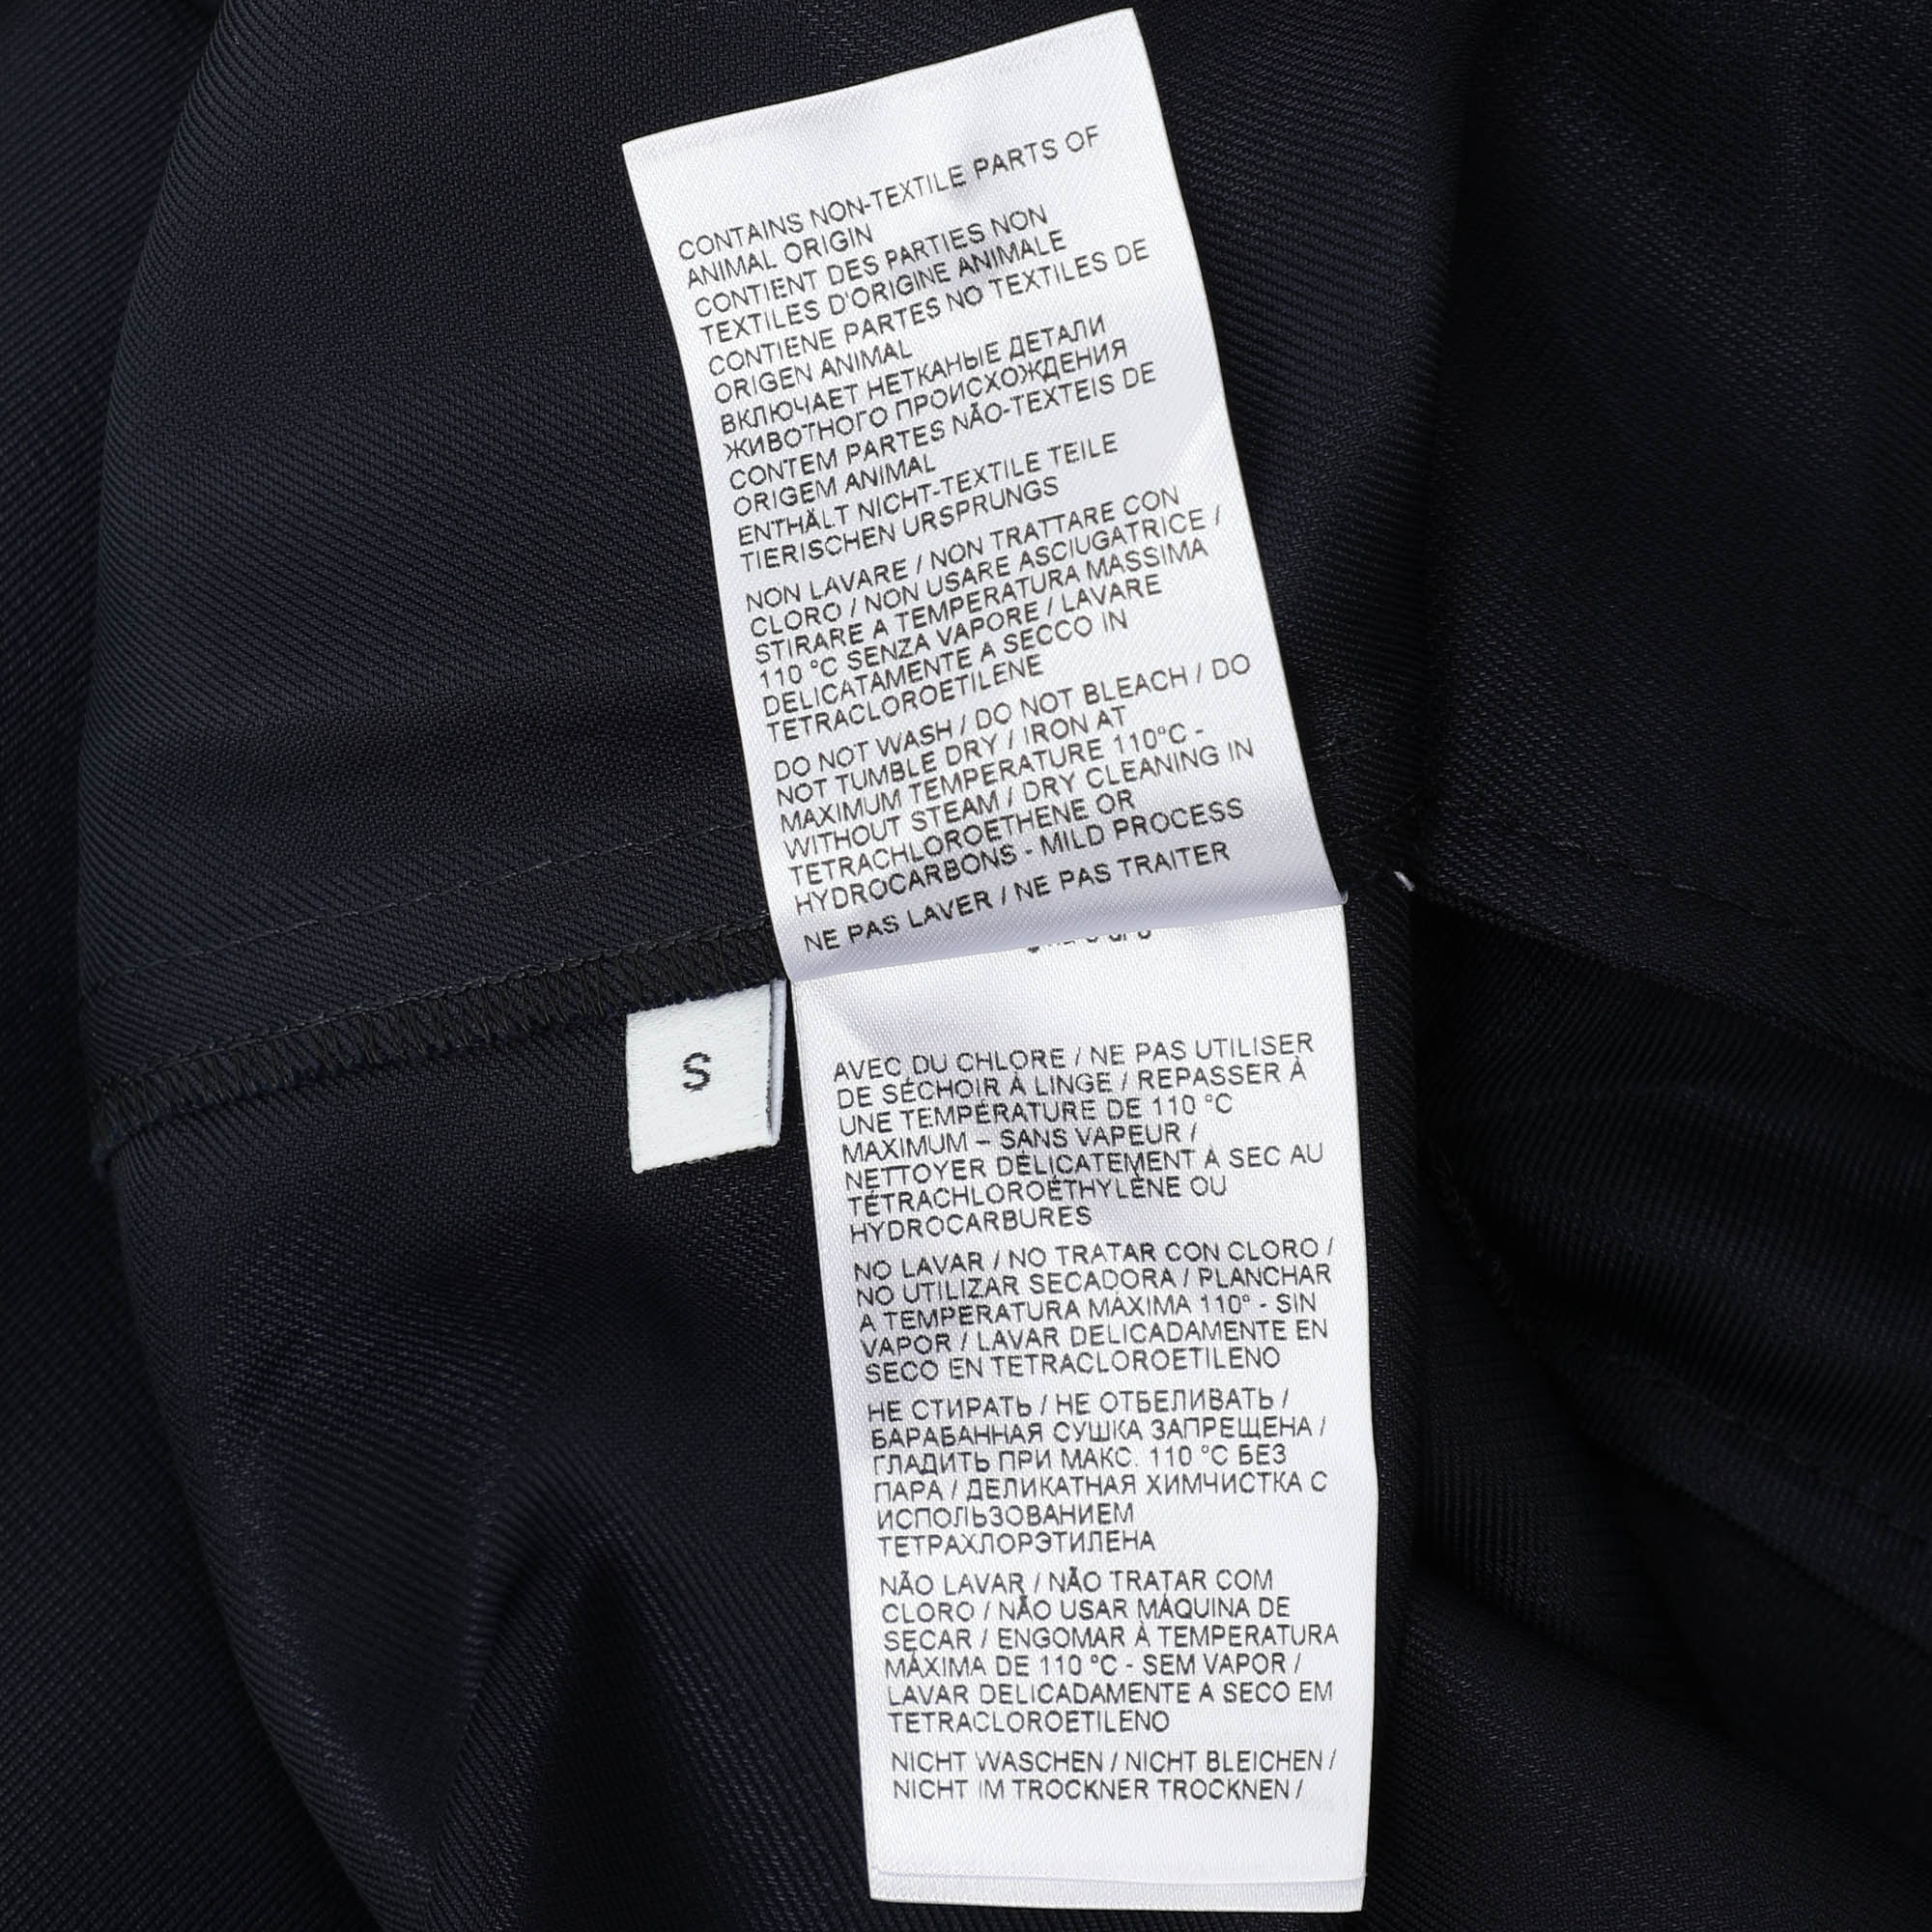 CONTAINS NON-TEXTILE PARTS OF
ANIMAL ORIGIN
CONTIENT DES PARTIES NON
TEXTILES D'ORIGINE ANIMALE
CONTIENE PARTES NO TEXTILES DE
ORIGEN ANIMAL
ВКЛЮЧАЕТ НЕТКАНЫЕ ДЕТАЛИ
ЖИВОТНОГО ПРОИСХОЖДЕНИЯ
CONTEM PARTES NÃO-TEXTEIS DE
ORIGEM ANIMAL
ENTHÄLT NICHT-TEXTILE TEILE
TIERISCHEN URSPRUNGS
NON LAVARE / NON TRATTARE CON
CLORO / NON USARE ASCIUGATRICE /
STIRARE A TEMPERATURA MASSIMA
110 °C SENZA VAPORE / LAVARE
DELICATAMENTE A SECCO IN
TETRACLOROETILENE
DO NOT WASH / DO NOT BLEACH / DO
NOT TUMBLE DRY / IRON AT
MAXIMUM TEMPERATURE 110°C -
WITHOUT STEAM / DRY CLEANING IN
TETRACHLOROETHENE OR
HYDROCARBONS - MILD PROCESS
NE PAS LAVER / NE PAS TRAITER
S
AVEC DU CHLORE / NE PAS UTILISER
DE SÉCHOIR À LINGE / REPASSER À
UNE TEMPÉRATURE DE 110 °C
MAXIMUM – SANS VAPEUR /
NETTOYER DÉLICATEMENT À SEC AU
TÉTRACHLOROÉTHYLÈNE OU
HYDROCARBURES
NO LAVAR / NO TRATAR CON CLORO /
NO UTILIZAR SECADORA / PLANCHAR
A TEMPERATURA MÁXIMA 110° - SIN
VAPOR / LAVAR DELICADAMENTE EN
SECO EN TETRACLOROETILENO
НЕ СТИРАТЬ / НЕ ОТБЕЛИВАТЬ /
БАРАБАННАЯ СУШКА ЗАПРЕЩЕНА /
ГЛАДИТЬ ПРИ МАКС. 110 °C БЕЗ
ПАРА / ДЕЛИКАТНАЯ ХИМЧИСТКА С
ИСПОЛЬЗОВАНИЕМ
ТЕТРАХЛОРЭТИЛЕНА
NÃO LAVAR / NÃO TRATAR COM
CLORO / NÃO USAR MÁQUINA DE
SECAR / ENGOMAR À TEMPERATURA
MÁXIMA DE 110 °C - SEM VAPOR /
LAVAR DELICADAMENTE A SECO EM
TETRACLOROETILENO
NICHT WASCHEN / NICHT BLEICHEN /
NICHT IM TROCKNER TROCKNEN /